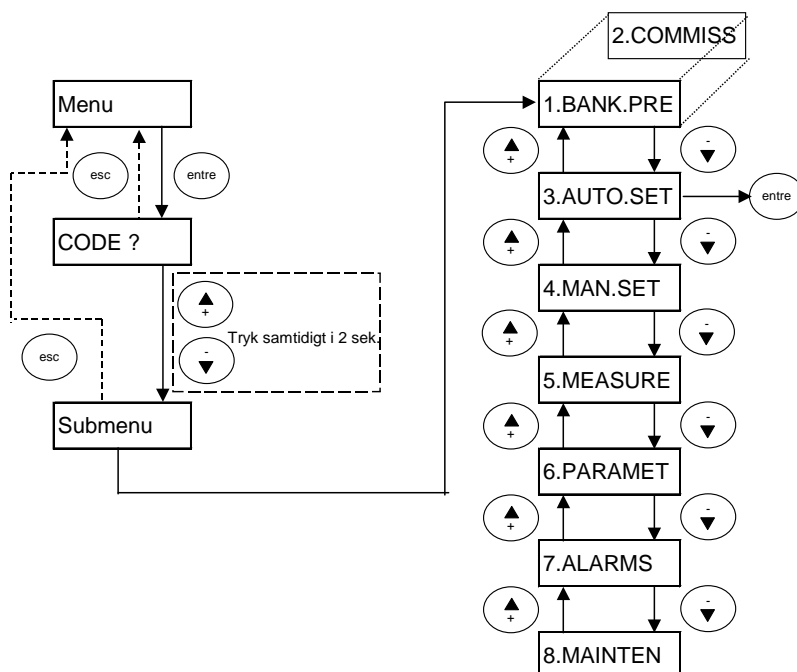 2.COMMISS
Menu
1.BANK.PRE
+
-
esc
entre
3.AUTO.SET
entre
CODE ?
+
-
4.MAN.SET
+
Tryk samtidigt i 2 sek.
-
+
-
esc
5.MEASURE
Submenu
+
-
6.PARAMET
+
-
7.ALARMS
+
-
8.MAINTEN